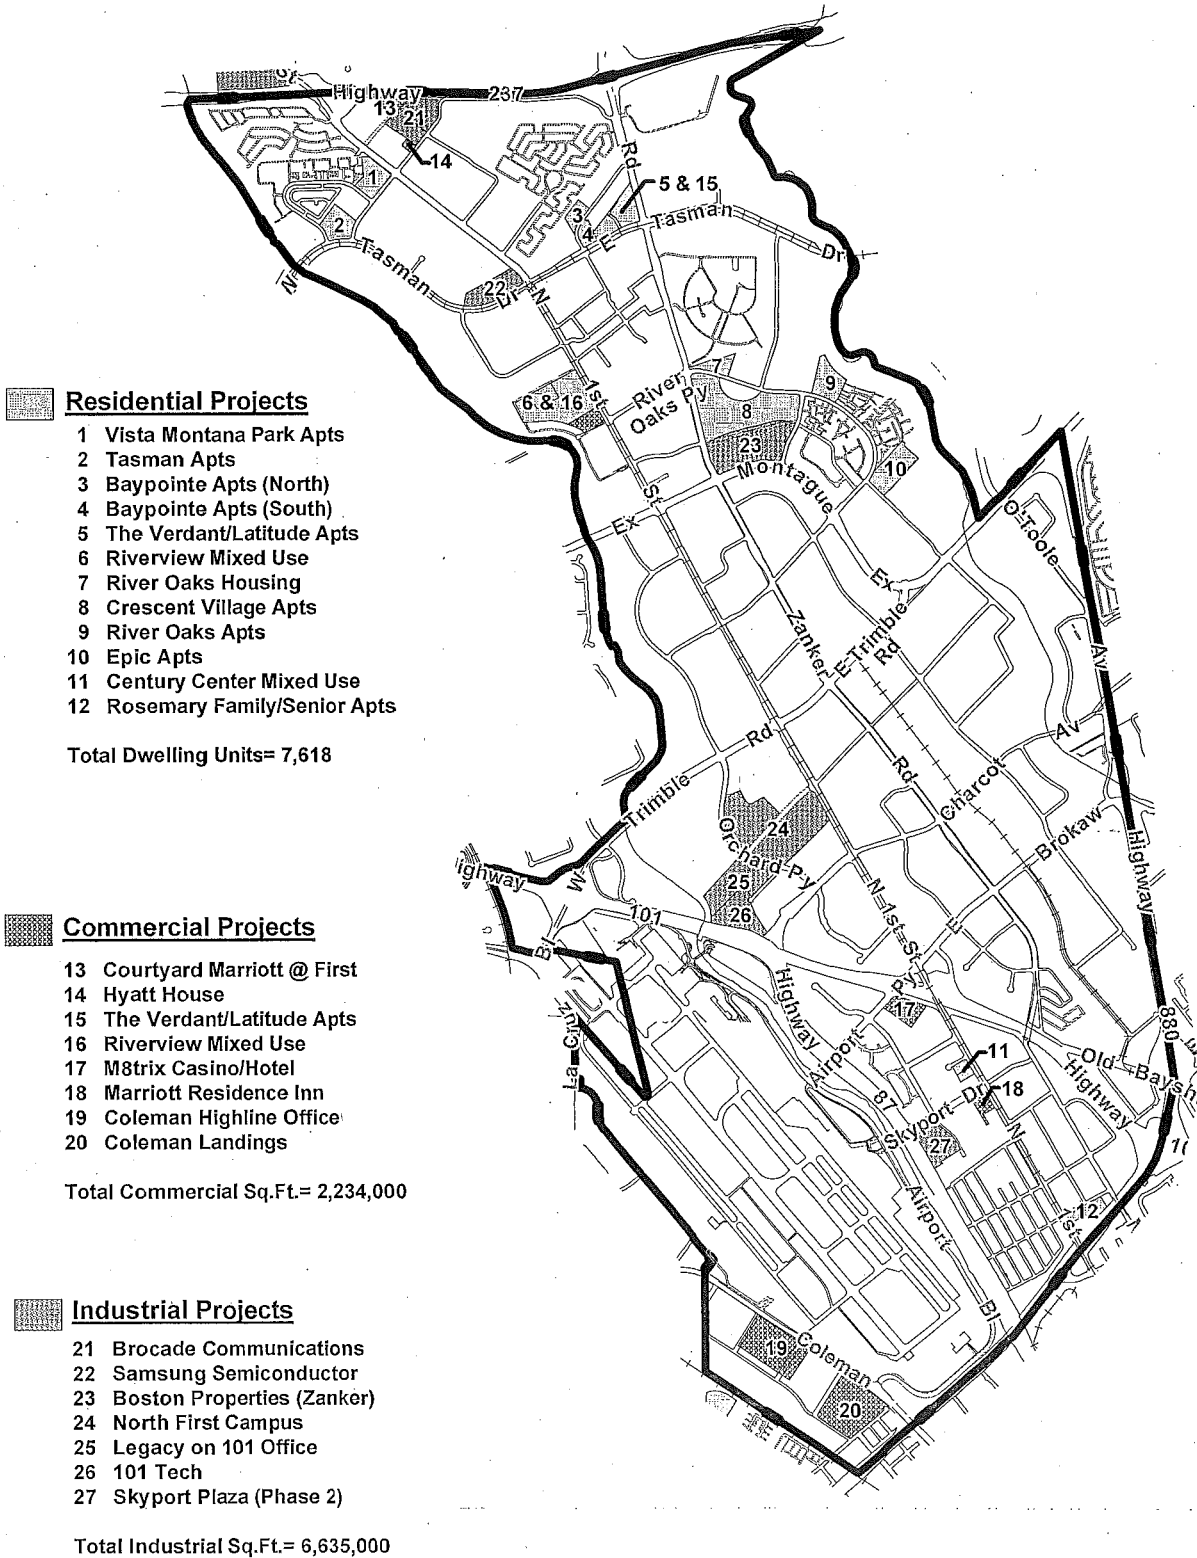 Highway
237
13
21
14
Rd
5 & 15
1
3
2
4
E
Tasman
Dr
N
Tasman
22
Dr
N
Residential Projects
1 Vista Montana Park Apts
2 Tasman Apts
3 Baypointe Apts (North)
4 Baypointe Apts (South)
5 The Verdant/Latitude Apts
6 Riverview Mixed Use
7 River Oaks Housing
8 Crescent Village Apts
9 River Oaks Apts
10 Epic Apts
11 Century Center Mixed Use
12 Rosemary Family/Senior Apts
Total Dwelling Units= 7,618
1st
6 & 16
River
Oaks Py
7
9
8
23
10
Montague
St
Ex
O'Toole
Ex
Zanker
E Trimble
Rd
Av
Rd
Av
Rd
Trimble
Charcot
Orchard Py
24
Brokaw
25
26
Highway
ighway
W
101
N 1st St
E
Bl
Commercial Projects
13 Courtyard Marriott @ First
14 Hyatt House
15 The Verdant/Latitude Apts
16 Riverview Mixed Use
17 M8trix Casino/Hotel
18 Marriott Residence Inn
19 Coleman Highline Office
20 Coleman Landings
Total Commercial Sq.Ft.= 2,234,000
Highway
Py
17
880
La Cruz
Airport
11
Old Baysh
Highway
87
18
Skyport Dr
N
27
Airport
12
1st
Bl
Coleman
19
20
Industrial Projects
21 Brocade Communications
22 Samsung Semiconductor
23 Boston Properties (Zanker)
24 North First Campus
25 Legacy on 101 Office
26 101 Tech
27 Skyport Plaza (Phase 2)
Total Industrial Sq.Ft.= 6,635,000